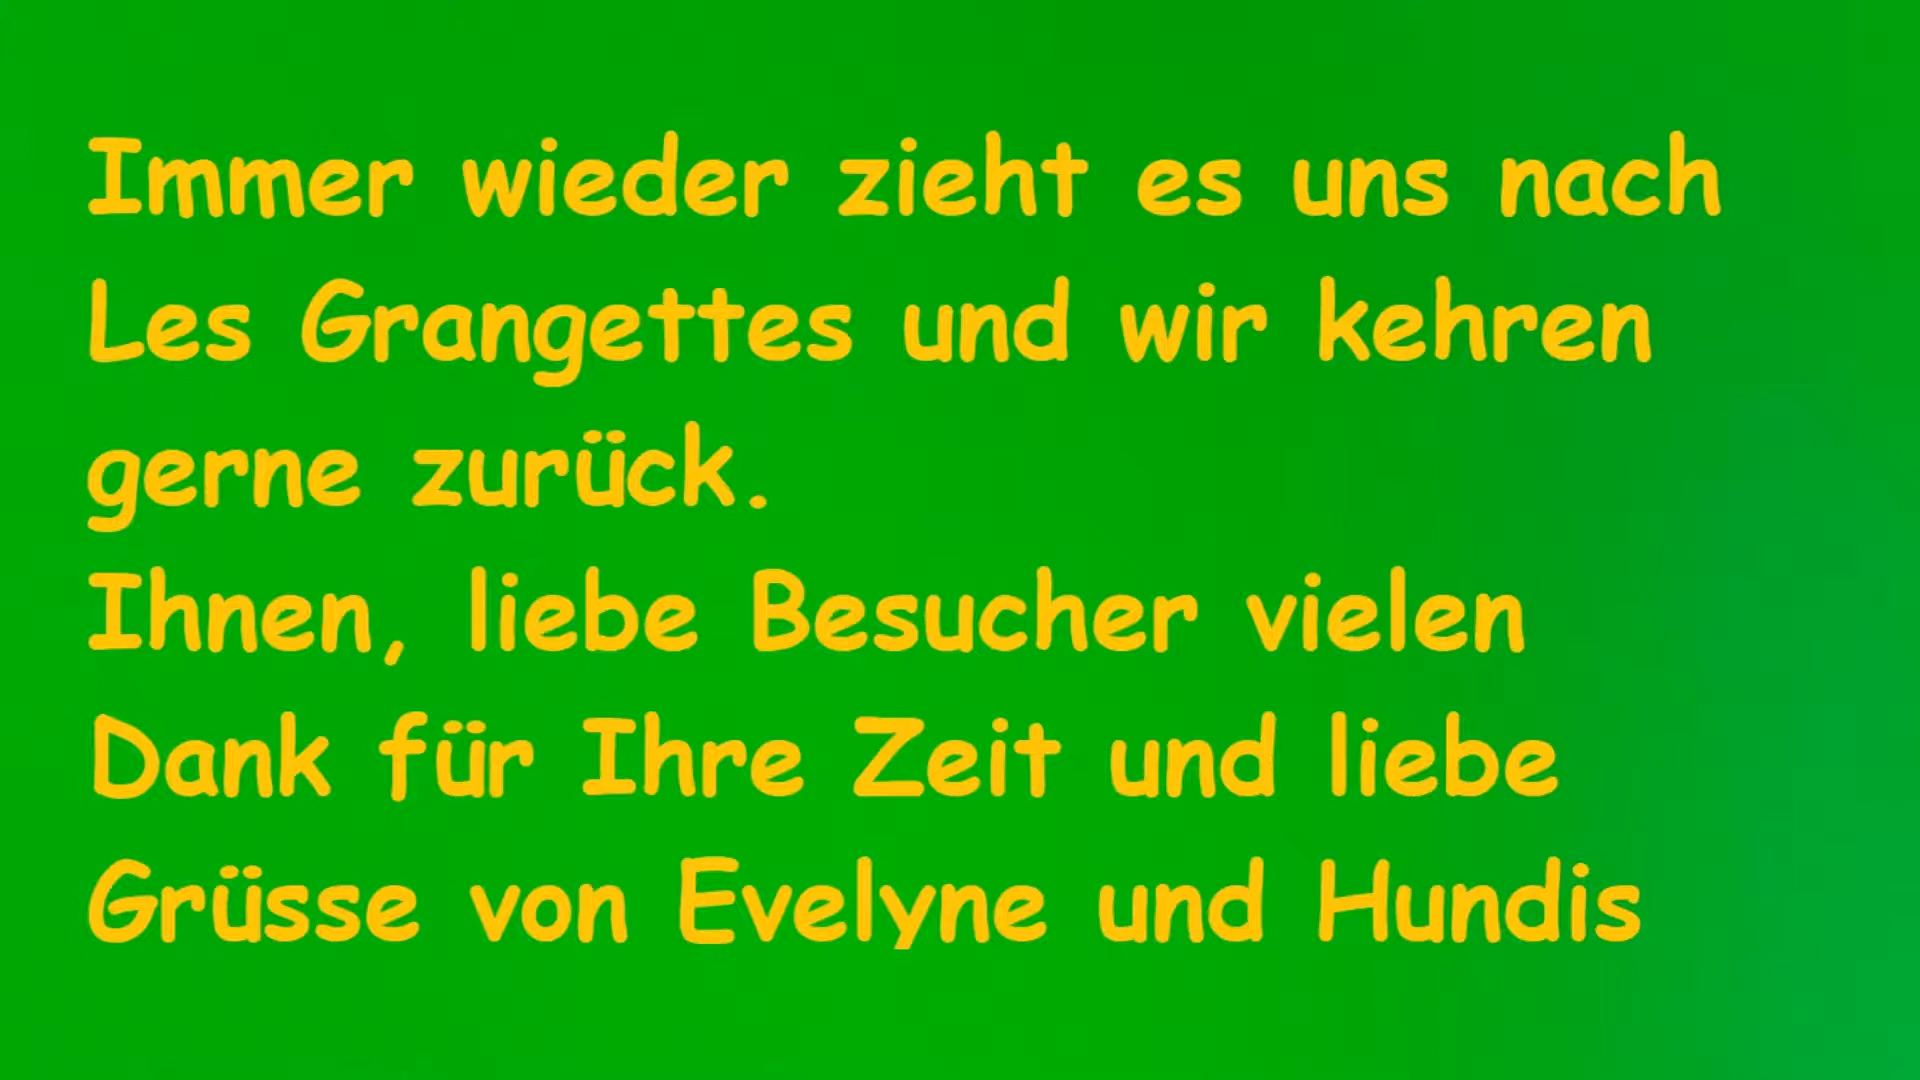 Immer wieder zieht es uns nach
Les Grangettes und wir kehren
gerne zurück.
Ihnen, liebe Besucher vielen
Dank für Ihre Zeit und liebe
Grüsse von Evelyne und Hundis